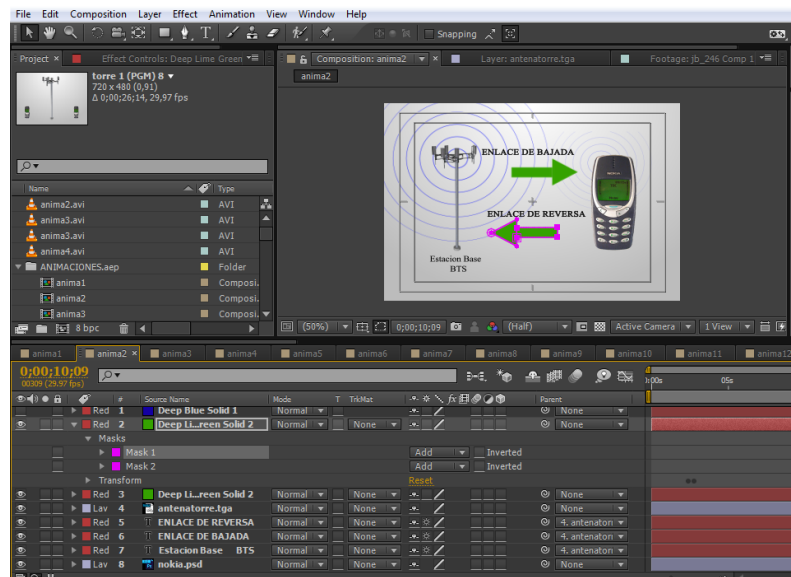 File Edit Composition Layer Effect Animation View Window Help
Snapping
Project × Effect Controls: Deep Lime Green
Composition: anima2 × Layer: antenatorre.tga Footage: jb_246 Comp 1
torre 1 (PGM) 8
720 x 480 (0,91)
Δ 0;00;26;14, 29,97 fps
anima2
ENLACE DE BAJADA
NOKIA
ENLACE DE REVERSA
Estacion Base
BTS
Name Type
anima2.avi AVI
anima3.avi AVI
anima3.avi AVI
anima4.avi AVI
ANIMACIONES.aep Folder
anima1 Composi.
anima2 Composi.
anima3 Composi.
8 bpc
(50%) 0;00;10;09 (Half) Active Camera 1 View
anima1 anima2 × anima3 anima4 anima5 anima6 anima7 anima8 anima9 anima10 anima11 anima12
0;00;10;09
00309 (29.97 fps)
# Source Name Mode T TrkMat Parent
):00s 05s
Red 1 Deep Blue Solid 1 Normal None
Red 2 Deep Li...reen Solid 2 Normal None None
Masks
Mask 1 Add Inverted
Mask 2 Add Inverted
Transform Reset
Red 3 Deep Li...reen Solid 2 Normal None None
Lav 4 antenatorre.tga Normal None None
Red 5 T ENLACE DE REVERSA Normal None 4. antenaton
Red 6 T ENLACE DE BAJADA Normal None 4. antenaton
Red 7 T Estacion Base BTS Normal None 4. antenaton
Lav 8 nokia.psd Normal None None